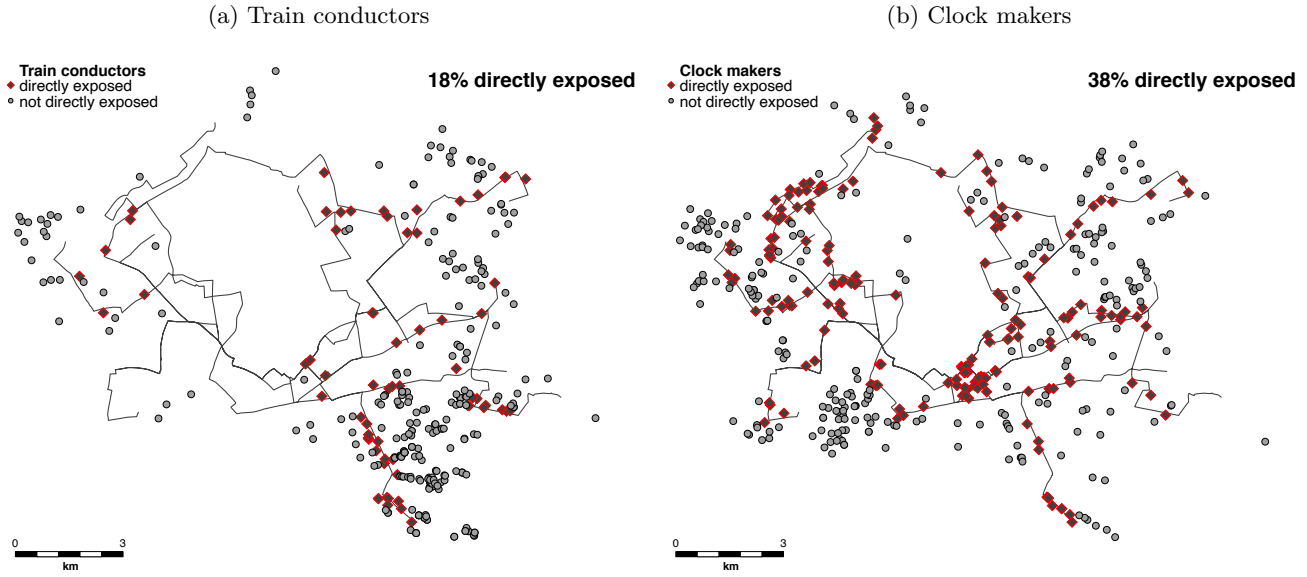 (a) Train conductors
Train conductors
directly exposed
not directly exposed
18% directly exposed
0 3
km
(b) Clock makers
Clock makers
directly exposed
not directly exposed
38% directly exposed
0 3
km